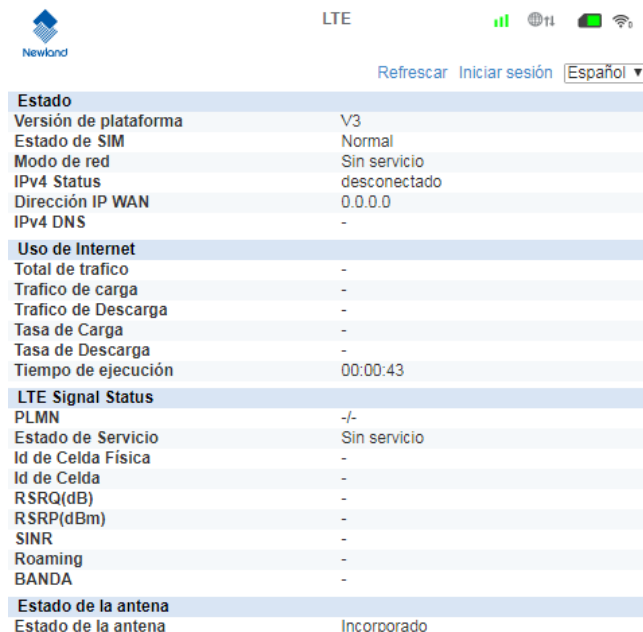 LTE
Newland
Refrescar Iniciar sesión Español
Estado
Versión de plataforma V3
Estado de SIM Normal
Modo de red Sin servicio
IPv4 Status desconectado
Dirección IP WAN 0.0.0.0
IPv4 DNS -
Uso de Internet
Total de trafico -
Trafico de carga -
Trafico de Descarga -
Tasa de Carga -
Tasa de Descarga -
Tiempo de ejecución 00:00:43
LTE Signal Status
PLMN -/-
Estado de Servicio Sin servicio
Id de Celda Física -
Id de Celda -
RSRQ(dB) -
RSRP(dBm) -
SINR -
Roaming -
BANDA -
Estado de la antena
Estado de la antena Incorporado